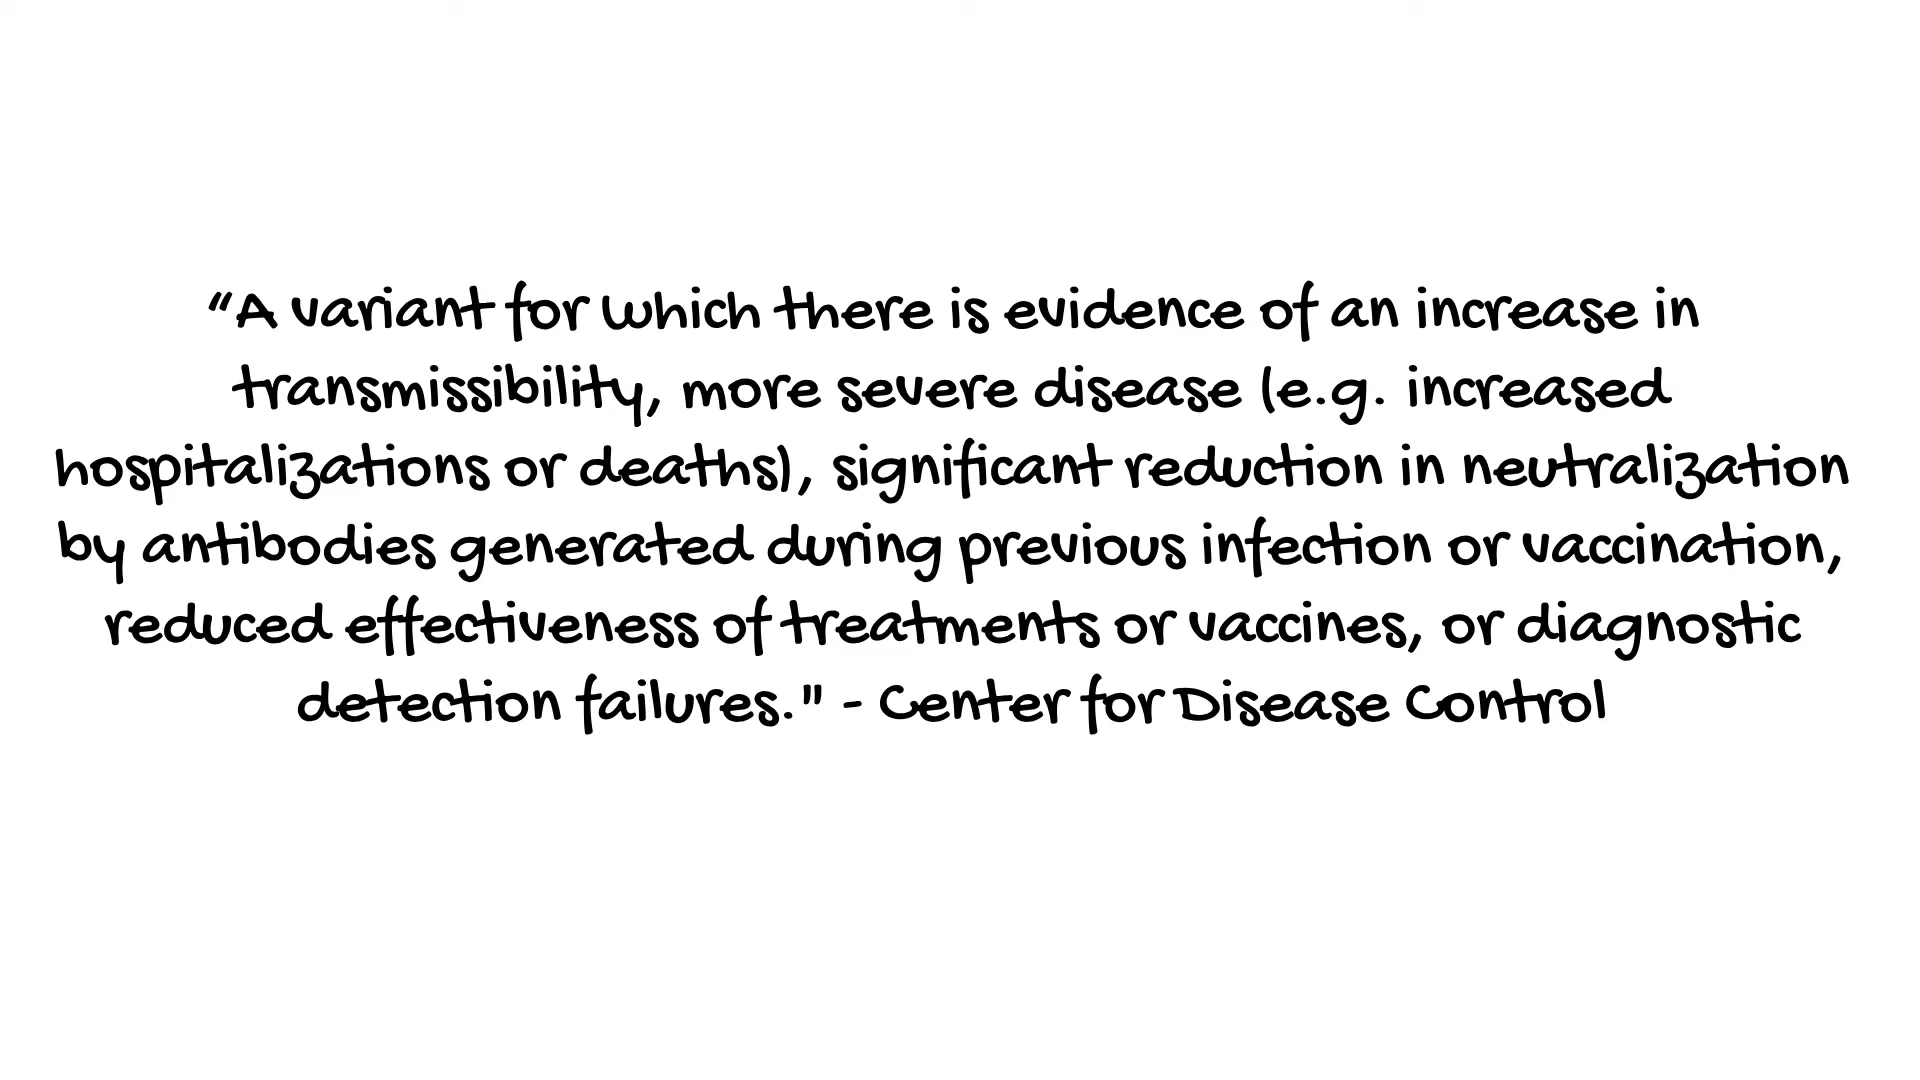 “A variant for which there is evidence of an increase in
transmissibility, more severe disease (e.g. increased
hospitalizations or deaths), significant reduction in neutralization
by antibodies generated during previous infection or vaccination,
reduced effectiveness of treatments or vaccines, or diagnostic
detection failures." - Center for Disease Control